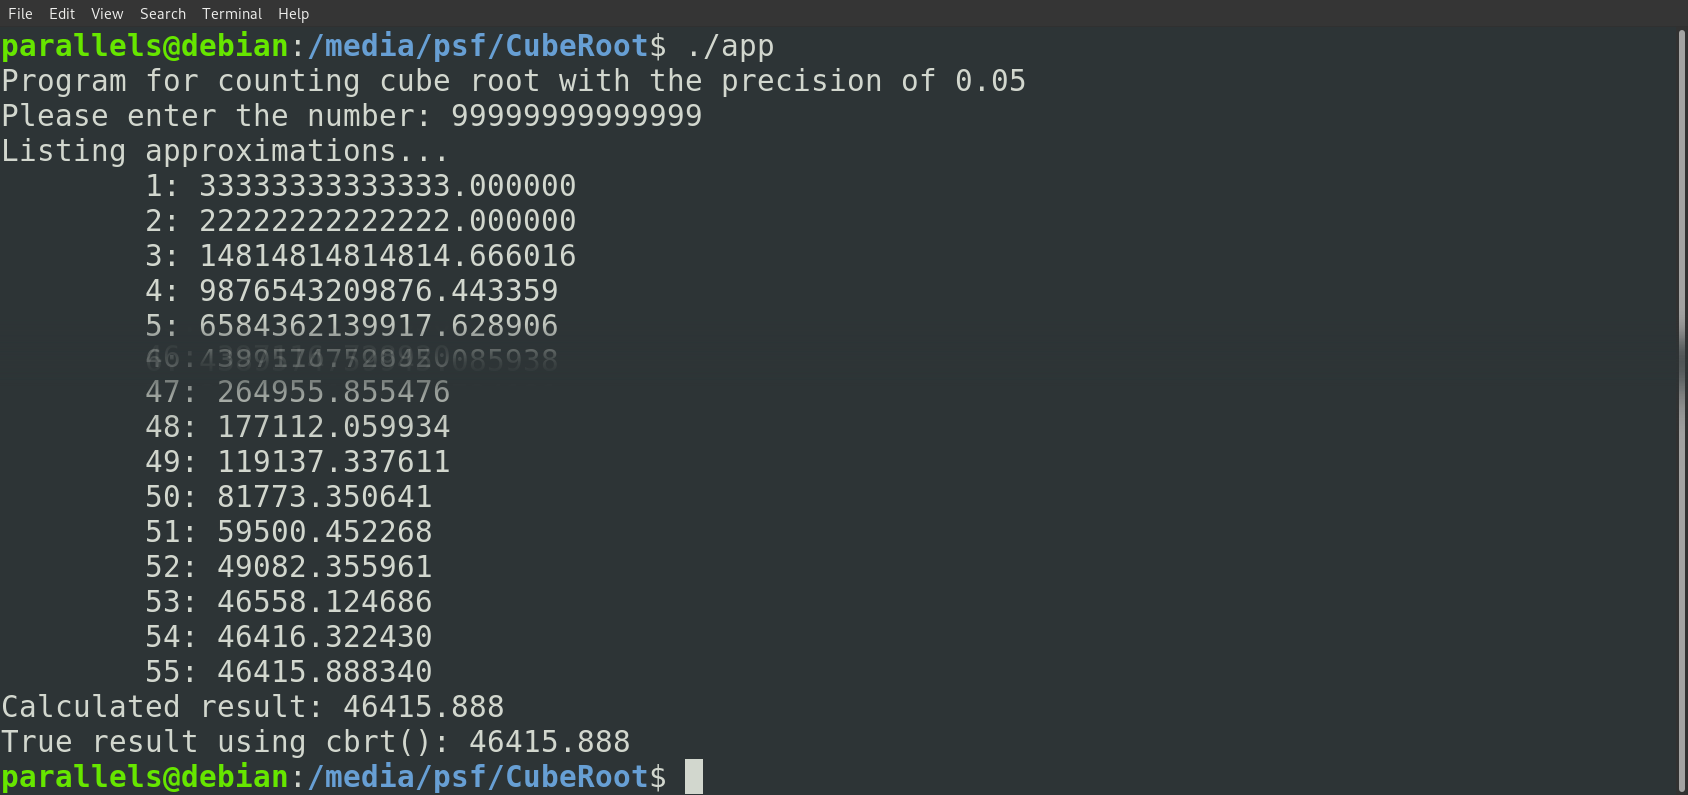 File Edit View Search Terminal Help
parallels@debian:/media/psf/CubeRoot$ ./app
Program for counting cube root with the precision of 0.05
Please enter the number: 99999999999999
Listing approximations...
1: 33333333333333.000000
2: 22222222222222.000000
3: 14814814814814.666016
4: 9876543209876.443359
5: 6584362139917.628906
47: 264955.855476
48: 177112.059934
49: 119137.337611
50: 81773.350641
51: 59500.452268
52: 49082.355961
53: 46558.124686
54: 46416.322430
55: 46415.888340
Calculated result: 46415.888
True result using cbrt(): 46415.888
parallels@debian:/media/psf/CubeRoot$